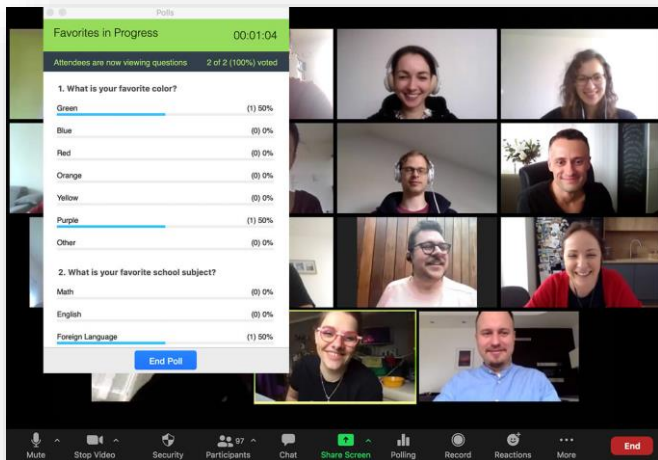 Polls
Favorites in Progress 00:01:04
Attendees are now viewing questions 2 of 2 (100%) voted
1. What is your favorite color?
Green (1) 50%
Blue (0) 0%
Red (0) 0%
Orange (0) 0%
Yellow (0) 0%
Purple (1) 50%
Other (0) 0%
2. What is your favorite school subject?
Math (0) 0%
English (0) 0%
Foreign Language (1) 50%
End Poll
Mute Stop Video Security Participants 97 Chat Share Screen Polling Record Reactions More End